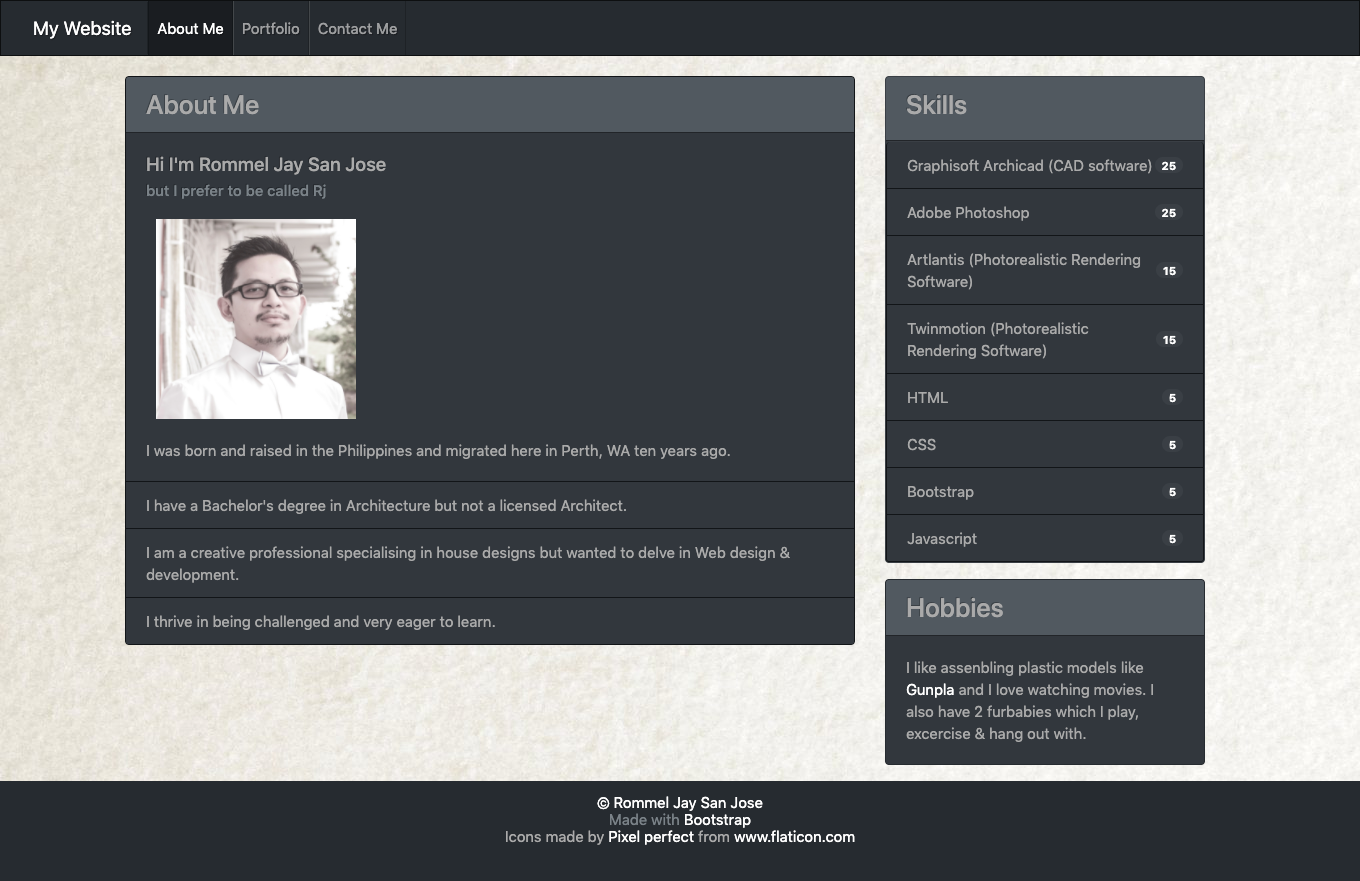 My Website About Me Portfolio Contact Me
About Me
Hi I'm Rommel Jay San Jose
but I prefer to be called Rj
I was born and raised in the Philippines and migrated here in Perth, WA ten years ago.
I have a Bachelor's degree in Architecture but not a licensed Architect.
I am a creative professional specialising in house designs but wanted to delve in Web design &
development.
I thrive in being challenged and very eager to learn.
Skills
Graphisoft Archicad (CAD software) 25
Adobe Photoshop 25
Artlantis (Photorealistic Rendering
Software) 15
Twinmotion (Photorealistic
Rendering Software) 15
HTML 5
CSS 5
Bootstrap 5
Javascript 5
Hobbies
I like assenbling plastic models like
Gunpla and I love watching movies. I
also have 2 furbabies which I play,
excercise & hang out with.
© Rommel Jay San Jose
Made with Bootstrap
Icons made by Pixel perfect from www.flaticon.com